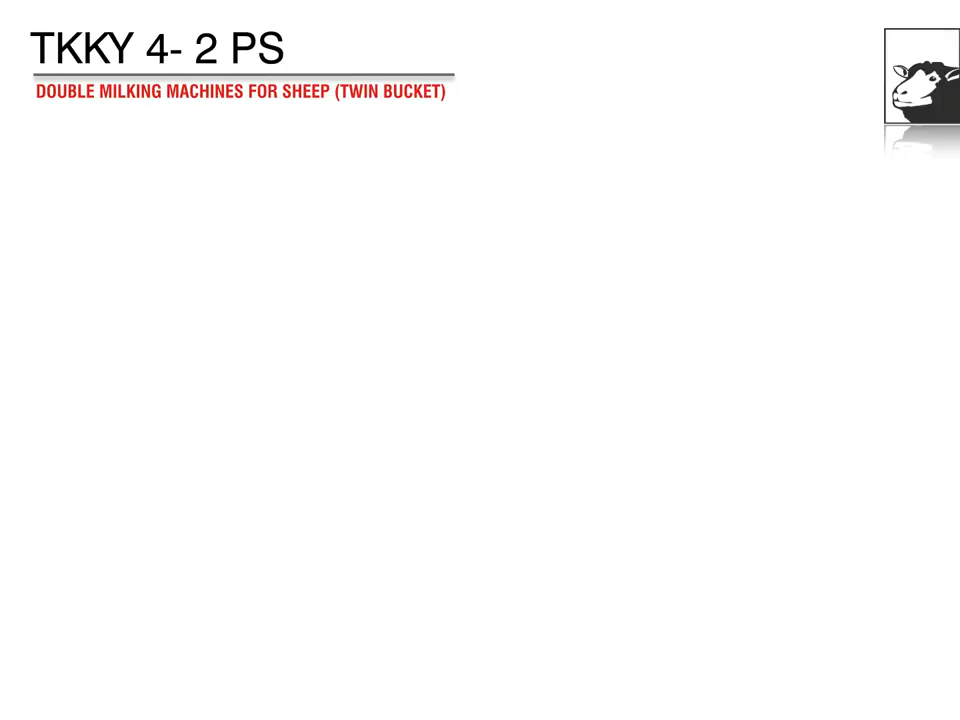 TKKY 4- 2 PS
DOUBLE MILKING MACHINES FOR SHEEP (TWIN BUCKET)